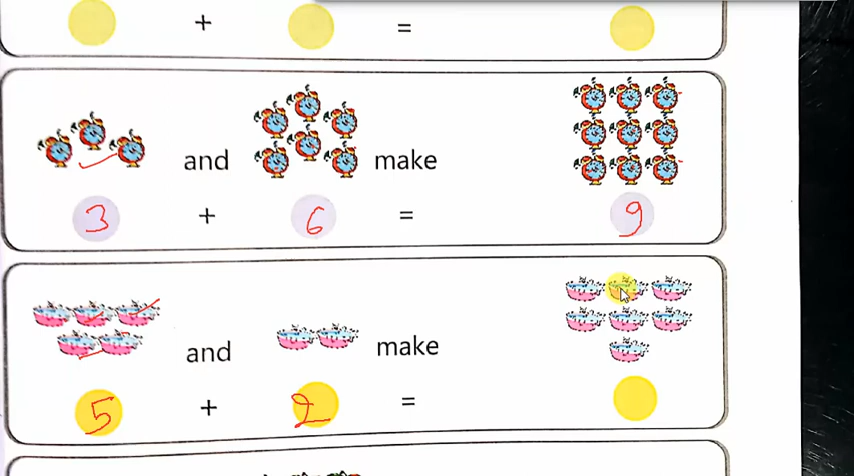 + =
and make
3 + 6 = 9
and make
5 + 2 =